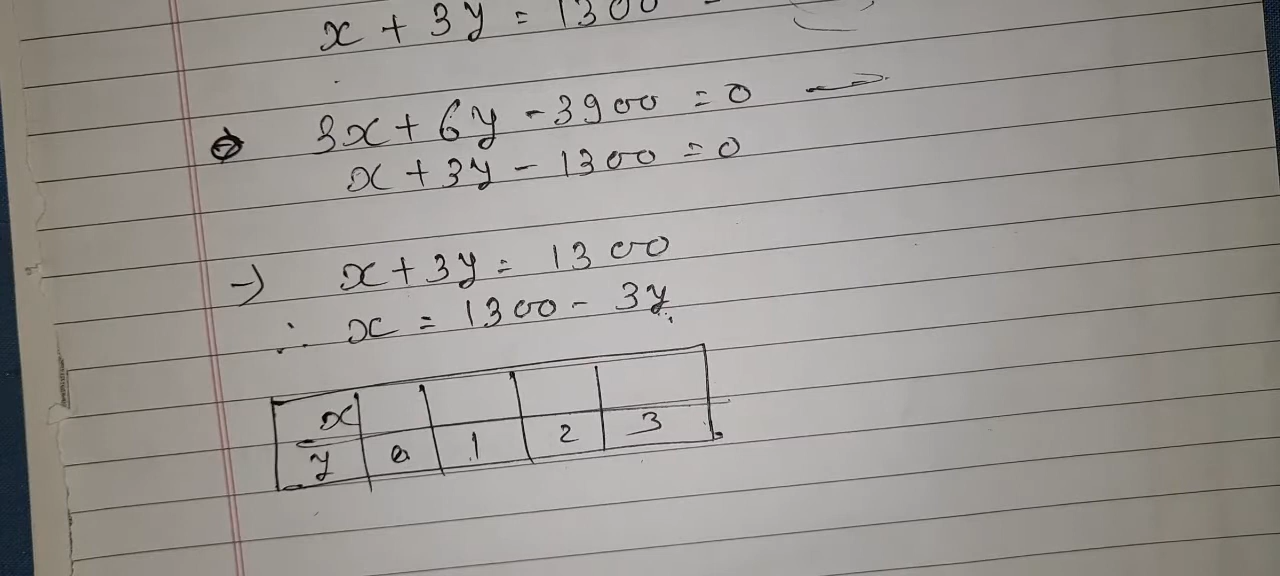 x + 3y = 1300
⇒ 3x + 6y - 3900 = 0 →
x + 3y - 1300 = 0
→ x + 3y = 1300
∴ x = 1300 - 3y
x
y 0 1 2 3